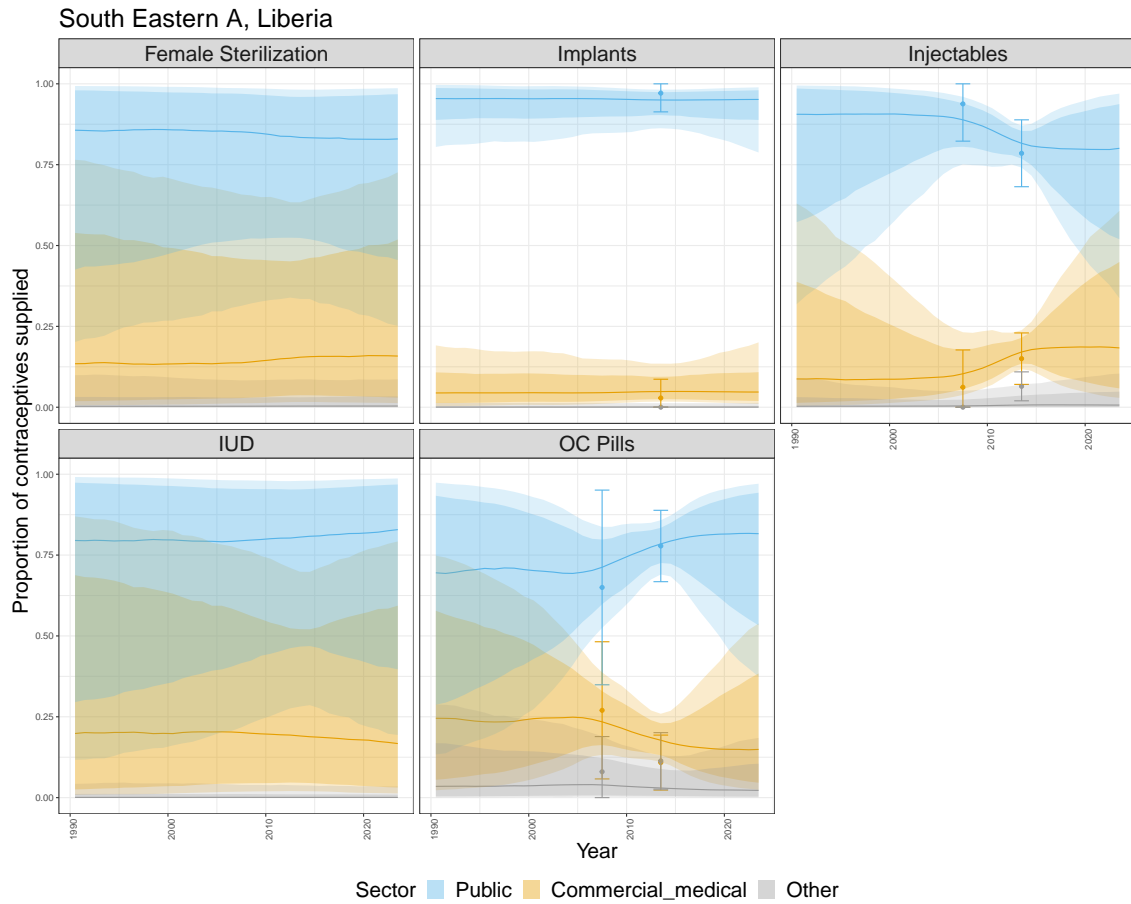 South Eastern A, Liberia
Female Sterilization
Implants
Injectables
1.00
0.75
0.50
0.25
0.00
1990
2000
2010
2020
IUD
OC Pills
1.00
0.75
0.50
0.25
0.00
1990
2000
2010
2020
1990
2000
2010
2020
Proportion of contraceptives supplied
Year
Sector Public Commercial_medical Other